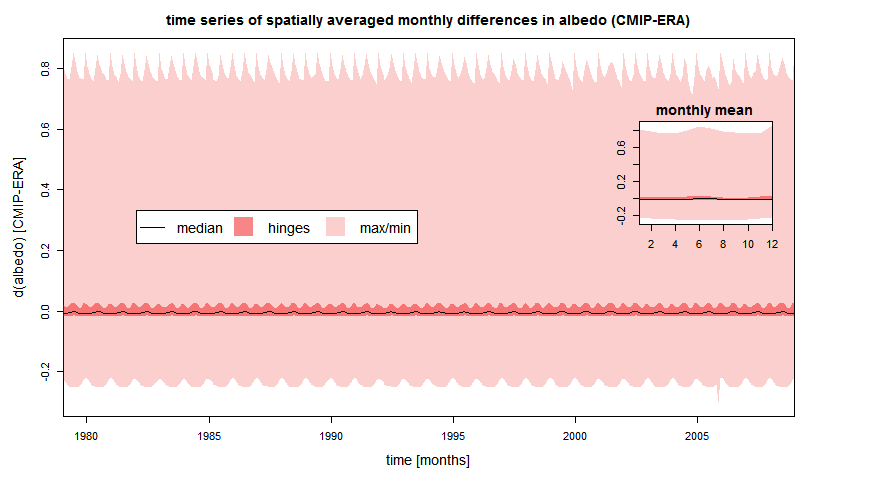 time series of spatially averaged monthly differences in albedo (CMIP-ERA)
d(albedo) [CMIP-ERA]
0.8
0.6
0.4
0.2
0.0
-0.2
monthly mean
0.6
0.2
-0.2
2 4 6 8 10 12
median hinges max/min
1980 1985 1990 1995 2000 2005
time [months]